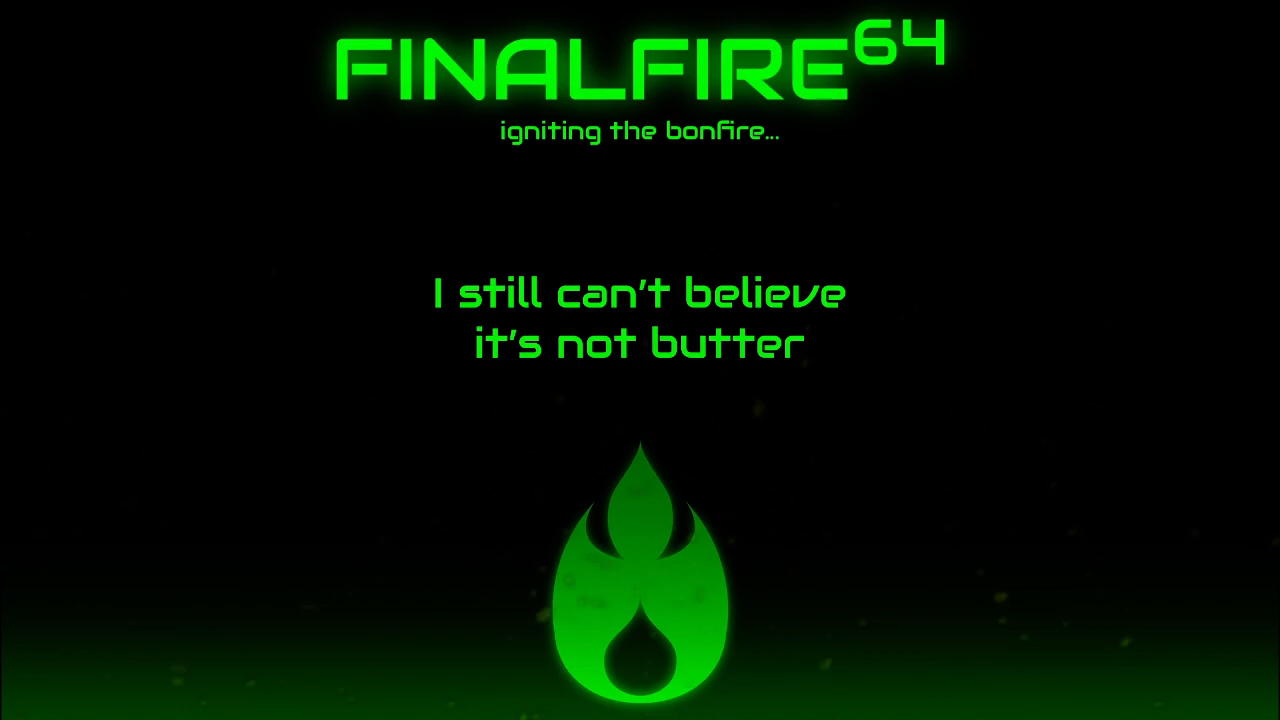 FINALFIRE64
igniting the bonfire...
I still can't believe
it's not butter